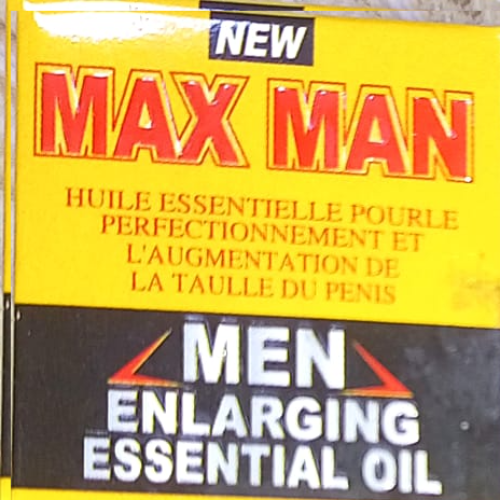 NEW
MAX MAN
HUILE ESSENTIELLE POURLE
PERFECTIONNEMENT ET
L'AUGMENTATION DE
LA TAULLE DU PENIS
MEN
ENLARGING
ESSENTIAL OIL